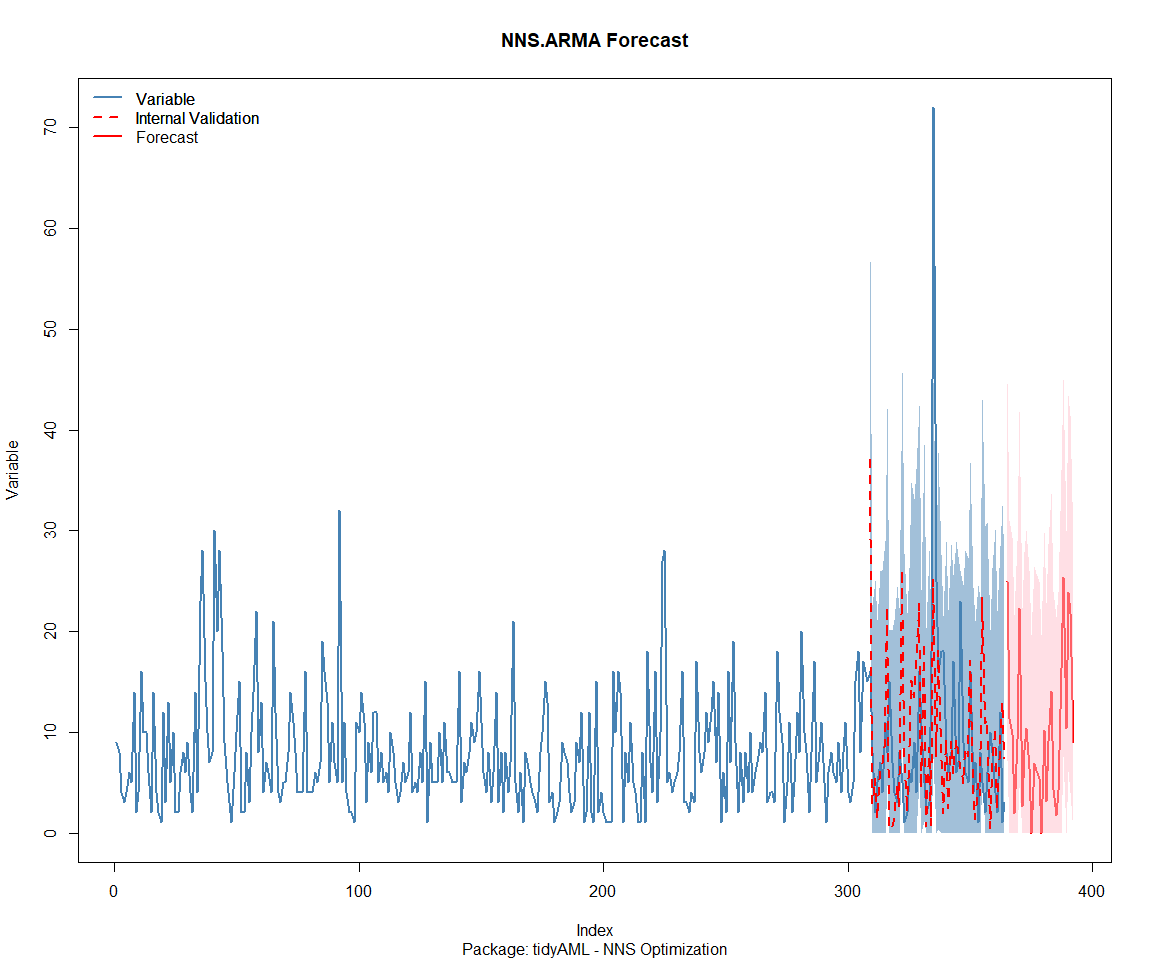 NNS.ARMA Forecast
Variable
Internal Validation
Forecast
70
60
50
40
30
20
10
0
Variable
0 100 200 300 400
Index
Package: tidyAML - NNS Optimization